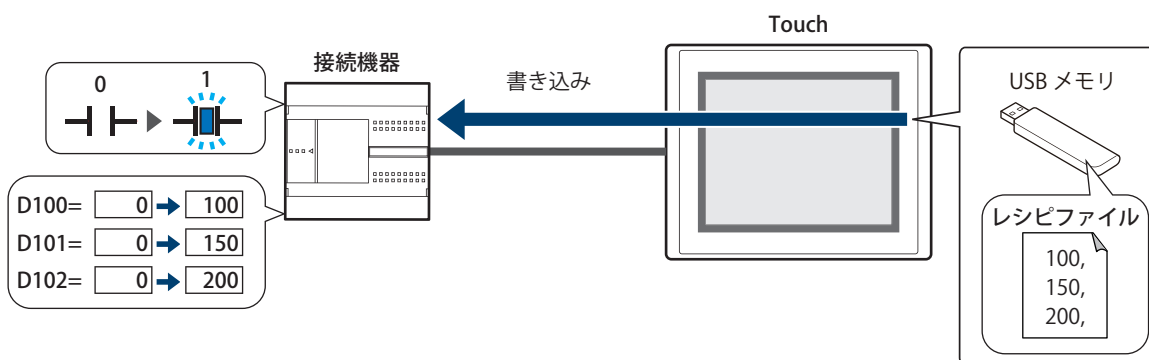 Touch
接続機器
書き込み
USB メモリ
0
1
D100= 0 100
D101= 0 150
D102= 0 200
レシピファイル
100,
150,
200,